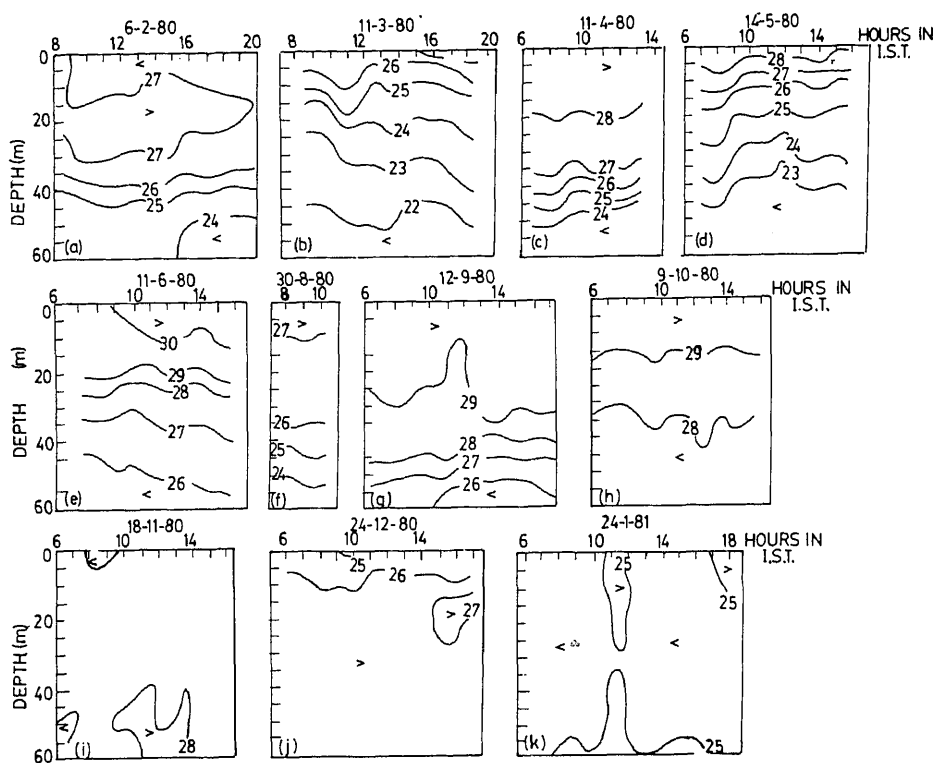 6-2-80 11-3-80 11-4-80 14-5-80 HOURS IN I.S.T.
8 12 16 20 8 12 16 20 6 10 14 6 10 14
DEPTH (m)
0 20 40 60
27 27 26 25 24 < > < (a)
26 25 24 23 22 < (b)
28 27 26 25 24 > < (c)
28 27 26 25 24 23 < (d)
11-6-80 30-8-80 12-9-80 9-10-80 HOURS IN I.S.T.
6 10 14 8 10 6 10 14 6 10 14
DEPTH (m)
0 20 40 60
30 29 28 27 26 > < (e)
27 26 25 24 > (f)
29 28 27 26 > < (g)
29 28 > < (h)
18-11-80 24-12-80 24-1-81 HOURS IN I.S.T.
6 10 14 6 10 14 6 10 14 18
DEPTH (m)
0 20 40 60
28 < < > (i)
25 26 27 > > (j)
25 25 25 > > < < (k)